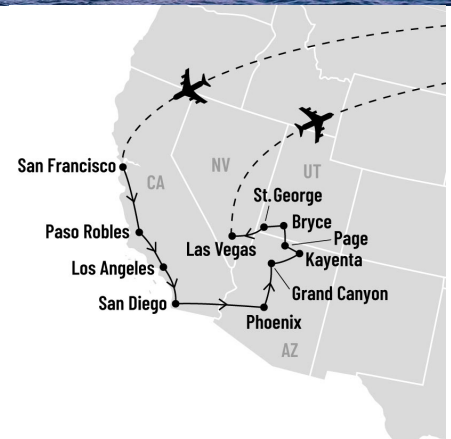 San Francisco
CA
NV
UT
St. George
Bryce
Paso Robles
Las Vegas
Page
Kayenta
Los Angeles
Grand Canyon
San Diego
Phoenix
AZ